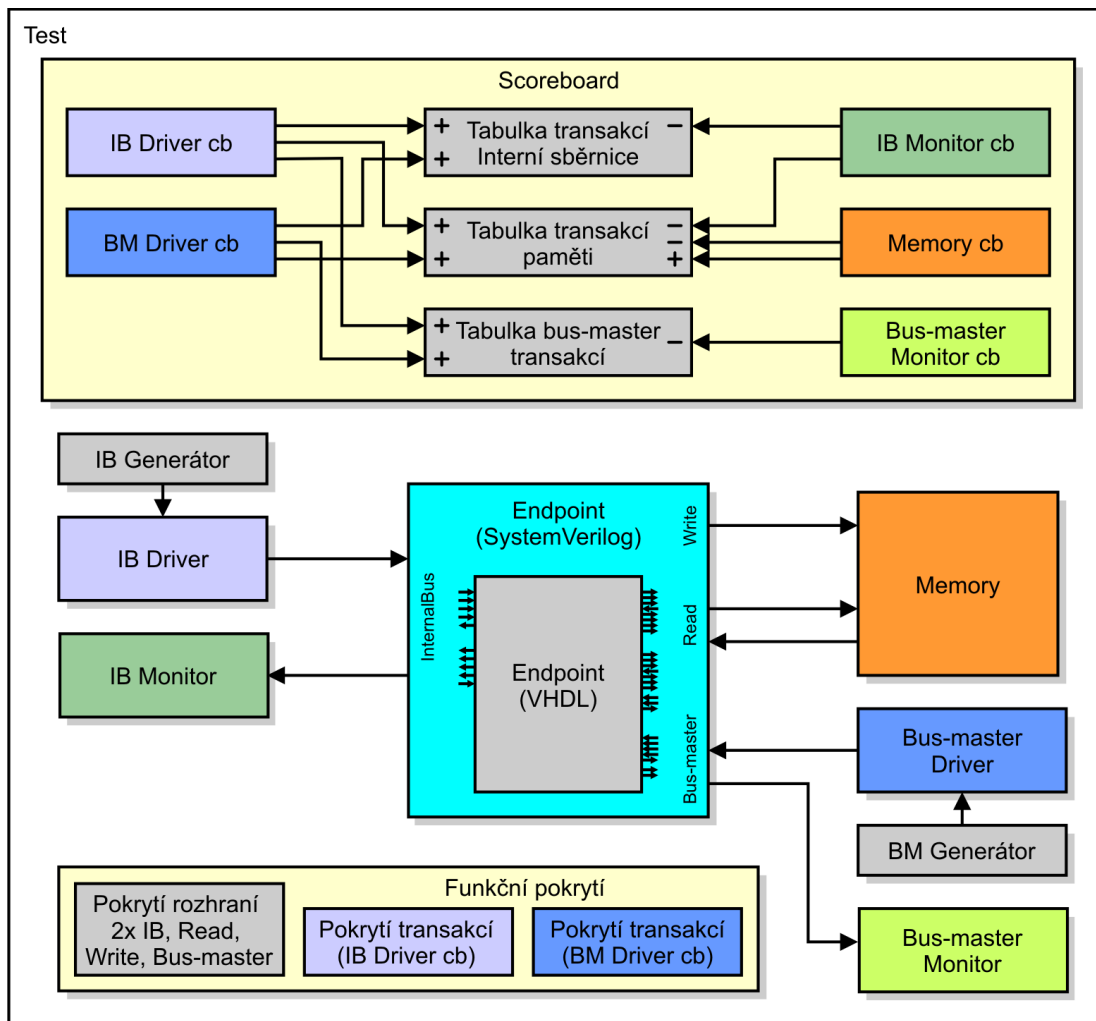 Test
Scoreboard
IB Driver cb
BM Driver cb
+ Tabulka transakcí −
+ Interní sběrnice
+ Tabulka transakcí −
−
+ paměti +
+ Tabulka bus-master
+ transakcí −
IB Monitor cb
Memory cb
Bus-master
Monitor cb
IB Generátor
IB Driver
IB Monitor
Endpoint
(SystemVerilog)
InternalBus
Endpoint
(VHDL)
Write
Read
Bus-master
Memory
Bus-master
Driver
BM Generátor
Bus-master
Monitor
Funkční pokrytí
Pokrytí rozhraní
2x IB, Read,
Write, Bus-master
Pokrytí transakcí
(IB Driver cb)
Pokrytí transakcí
(BM Driver cb)